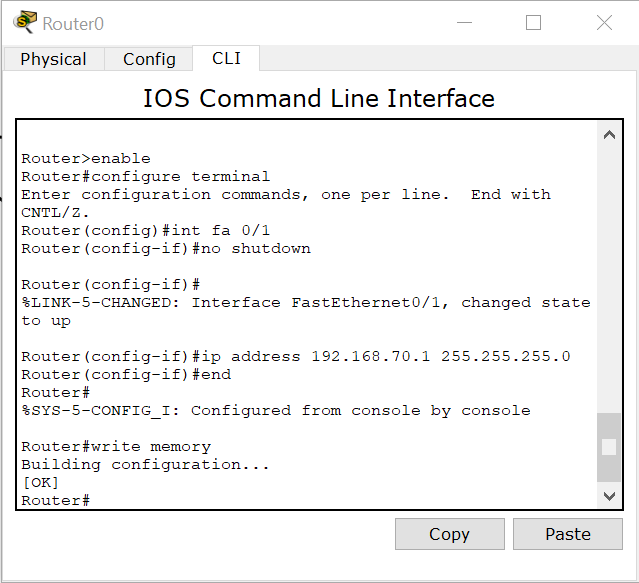 Router0
Physical Config CLI
IOS Command Line Interface
Router>enable
Router#configure terminal
Enter configuration commands, one per line.  End with
CNTL/Z.
Router(config)#int fa 0/1
Router(config-if)#no shutdown
Router(config-if)#
%LINK-5-CHANGED: Interface FastEthernet0/1, changed state
to up
Router(config-if)#ip address 192.168.70.1 255.255.255.0
Router(config-if)#end
Router#
%SYS-5-CONFIG_I: Configured from console by console
Router#write memory
Building configuration...
[OK]
Router#
Copy Paste